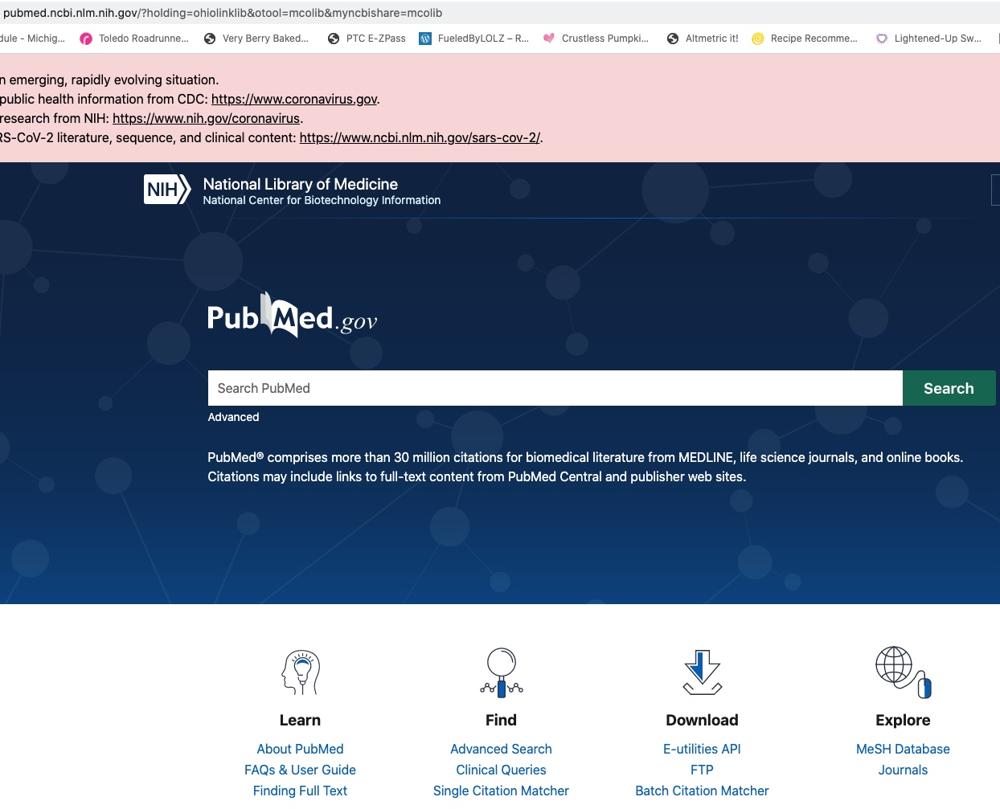 pubmed.ncbi.nlm.nih.gov/?holding=ohiolinklib&otool=mcolib&myncbishare=mcolib
dule - Michig... Toledo Roadrunne... Very Berry Baked... PTC E-ZPass FueledByLOLZ – R... Crustless Pumpki... Altmetric it! Recipe Recomme... Lightened-Up Sw...
n emerging, rapidly evolving situation.
public health information from CDC: https://www.coronavirus.gov.
research from NIH: https://www.nih.gov/coronavirus.
RS-CoV-2 literature, sequence, and clinical content: https://www.ncbi.nlm.nih.gov/sars-cov-2/.
NIH National Library of Medicine
National Center for Biotechnology Information
PubMed.gov
Search PubMed Search
Advanced
PubMed® comprises more than 30 million citations for biomedical literature from MEDLINE, life science journals, and online books.
Citations may include links to full-text content from PubMed Central and publisher web sites.
Learn Find Download Explore
About PubMed Advanced Search E-utilities API MeSH Database
FAQs & User Guide Clinical Queries FTP Journals
Finding Full Text Single Citation Matcher Batch Citation Matcher